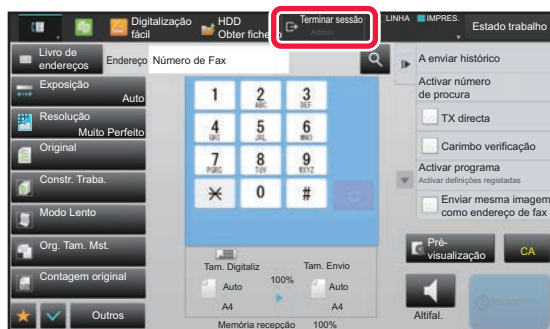 Digitalização
fácil
HDD
Obter ficheiro
Terminar sessão
Admin
LINHA
IMPRES.
Estado trabalho
Livro de
endereços
Endereço
Número de Fax
A enviar histórico
Exposição
Auto
Resolução
Muito Perfeito
Original
Constr. Traba.
Modo Lento
Org. Tam. Mst.
Contagem original
Outros
1
2
ABC
3
DEF
4
GHI
5
JKL
6
MNO
7
PQRS
8
TUV
9
WXYZ
0
#
Tam. Digitaliz
Auto
A4
100%
Tam. Envio
Auto
A4
Memória recepção 100%
Activar número
de procura
TX directa
Carimbo verificação
Activar programa
Activar definições registadas
Enviar mesma imagem
como endereço de fax
Pré-
visualização
CA
Altifal.